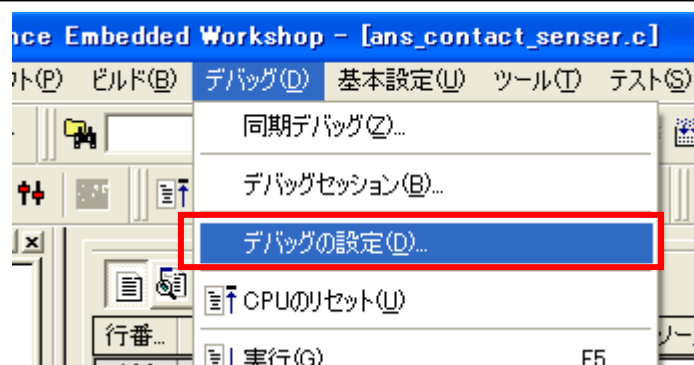 nce Embedded Workshop - [ans_contact_senser.c]
ト(P) ビルド(B) デバッグ(D) 基本設定(U) ツール(T) テスト(S)
同期デバッグ(Z)...
デバッグセッション(B)...
デバッグの設定(D)...
CPUのリセット(U)
行番... ソー
実行(G) F5